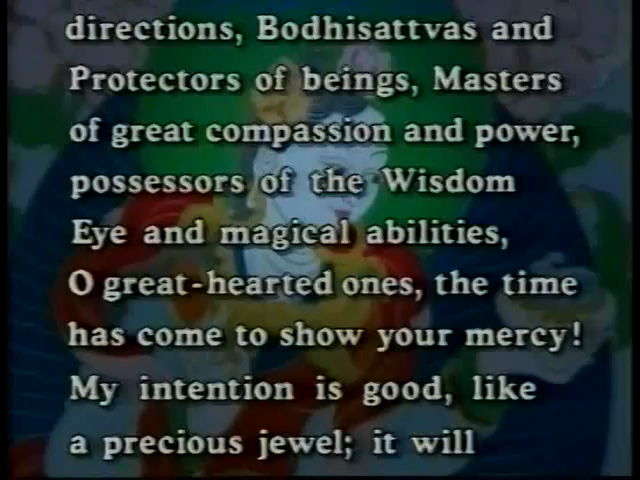 directions, Bodhisattvas and
Protectors of beings, Masters
of great compassion and power,
possessors of the Wisdom
Eye and magical abilities,
O great-hearted ones, the time
has come to show your mercy!
My intention is good, like
a precious jewel; it will